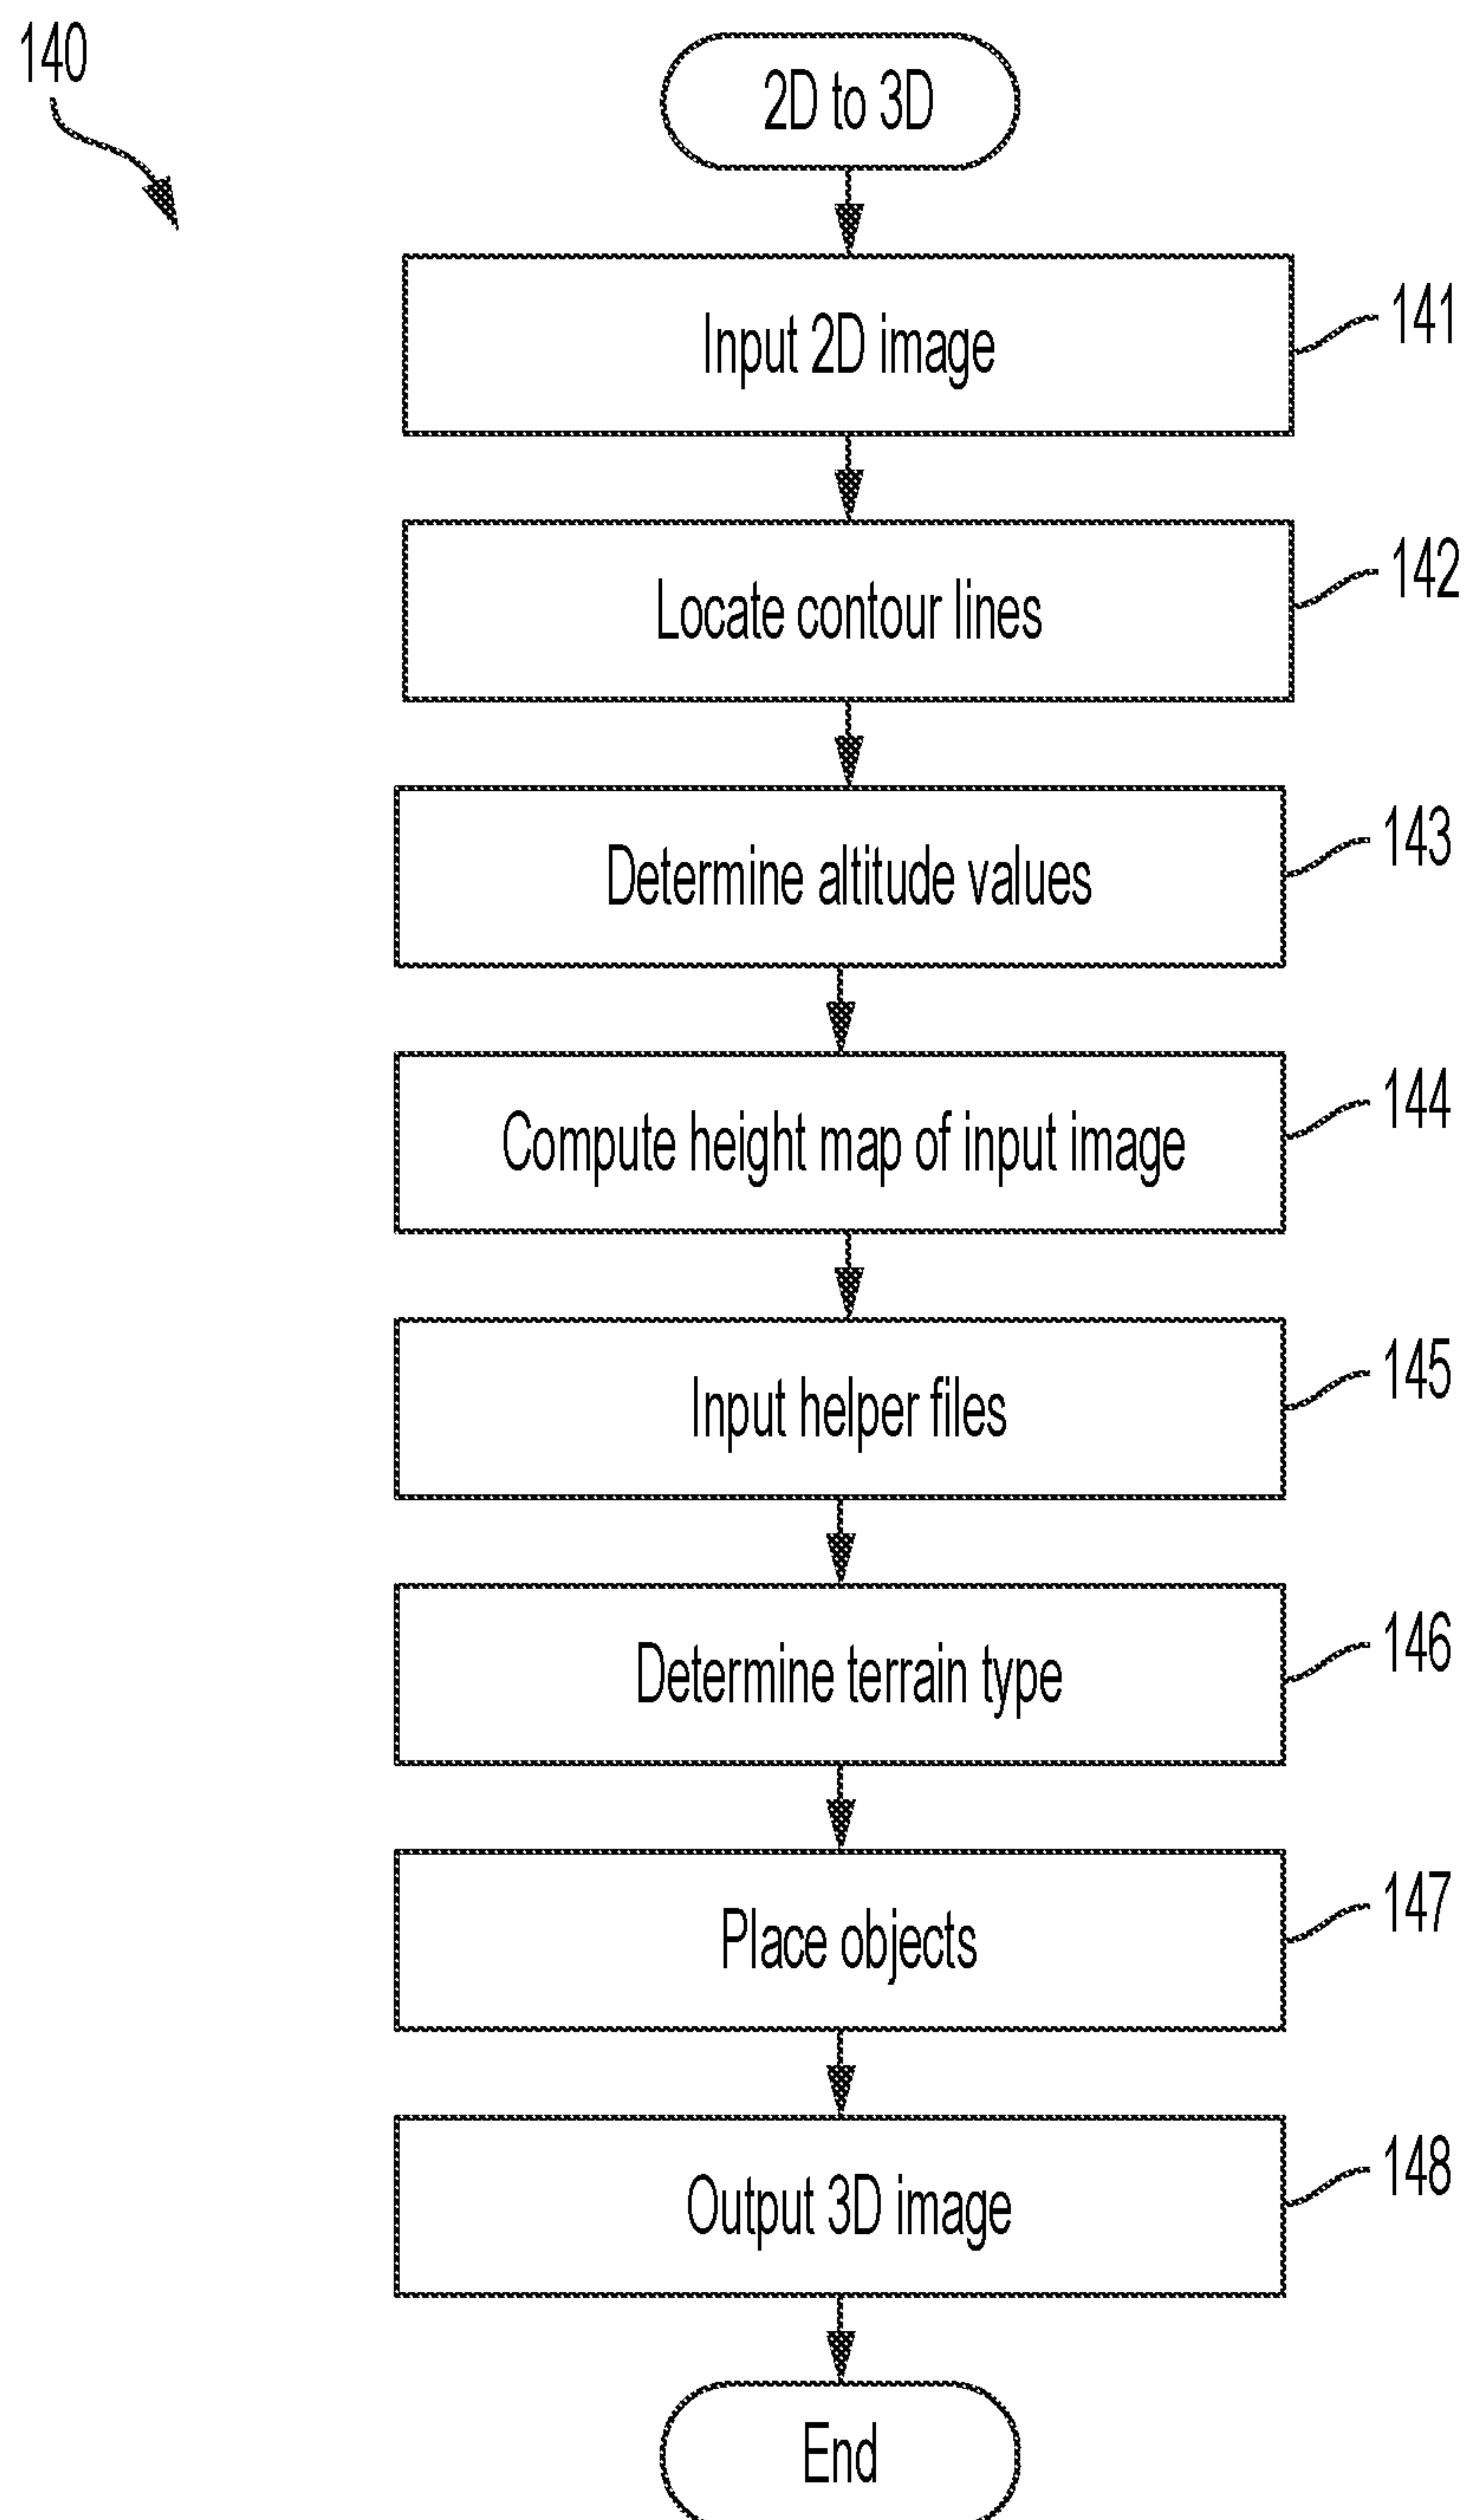 140
2D to 3D
Input 2D image
141
Locate contour lines
142
Determine altitude values
143
Compute height map of input image
144
Input helper files
145
Determine terrain type
146
Place objects
147
Output 3D image
148
End